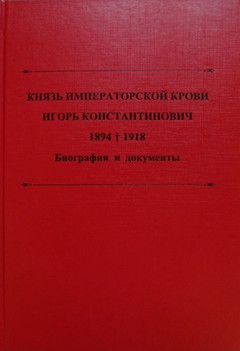 КНЯЗЬ ИМПЕРАТОРСКОЙ КРОВИ
ИГОРЬ КОНСТАНТИНОВИЧ
1894 † 1918
Биография и документы